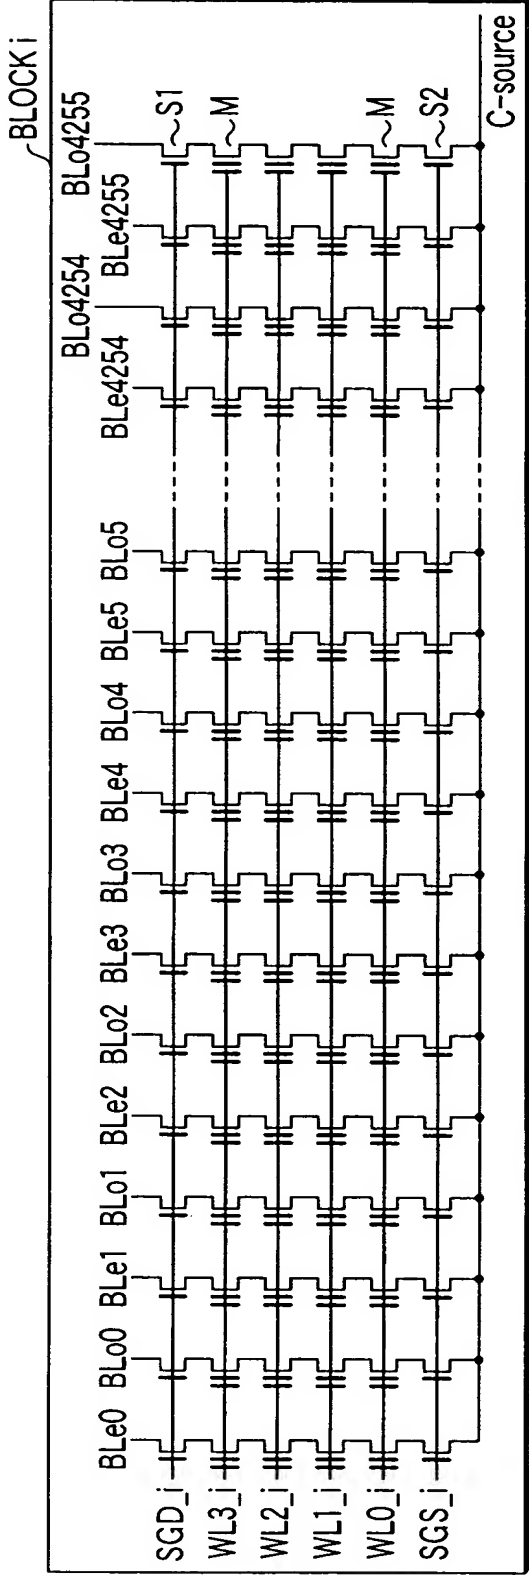 BLOCK i
BLe0 BLo0 BLe1 BLo1 BLe2 BLo2 BLe3 BLo3 BLe4 BLo4 BLe5 BLo5 BLe4254 BLo4254 BLe4255 BLo4255
SGD_i S1
WL3_i M
WL2_i
WL1_i
WL0_i M
SGS_i S2
C-source